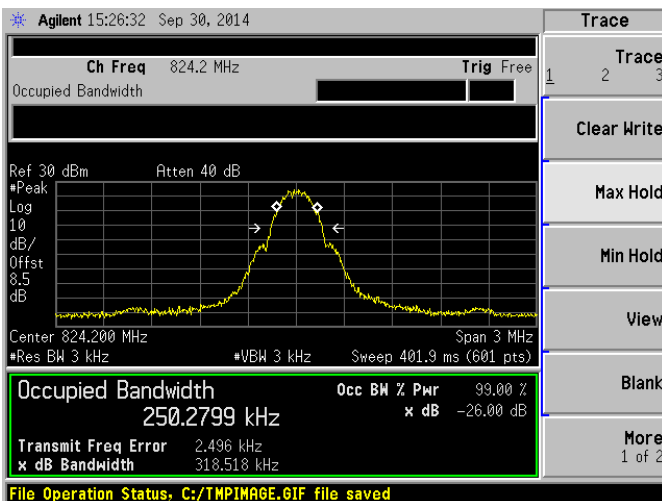 Agilent 15:26:32 Sep 30, 2014
Trace
Ch Freq 824.2 MHz Trig Free
Occupied Bandwidth
Trace
1 2 3
Clear Write
Max Hold
Min Hold
View
Blank
More
1 of 2
Ref 30 dBm Atten 40 dB
#Peak
Log
10
dB/
Offst
8.5
dB
Center 824.200 MHz Span 3 MHz
#Res BW 3 kHz #VBW 3 kHz Sweep 401.9 ms (601 pts)
Occupied Bandwidth Occ BW % Pwr 99.00 %
250.2799 kHz x dB -26.00 dB
Transmit Freq Error 2.496 kHz
x dB Bandwidth 318.518 kHz
File Operation Status, C:/TMPIMAGE.GIF file saved